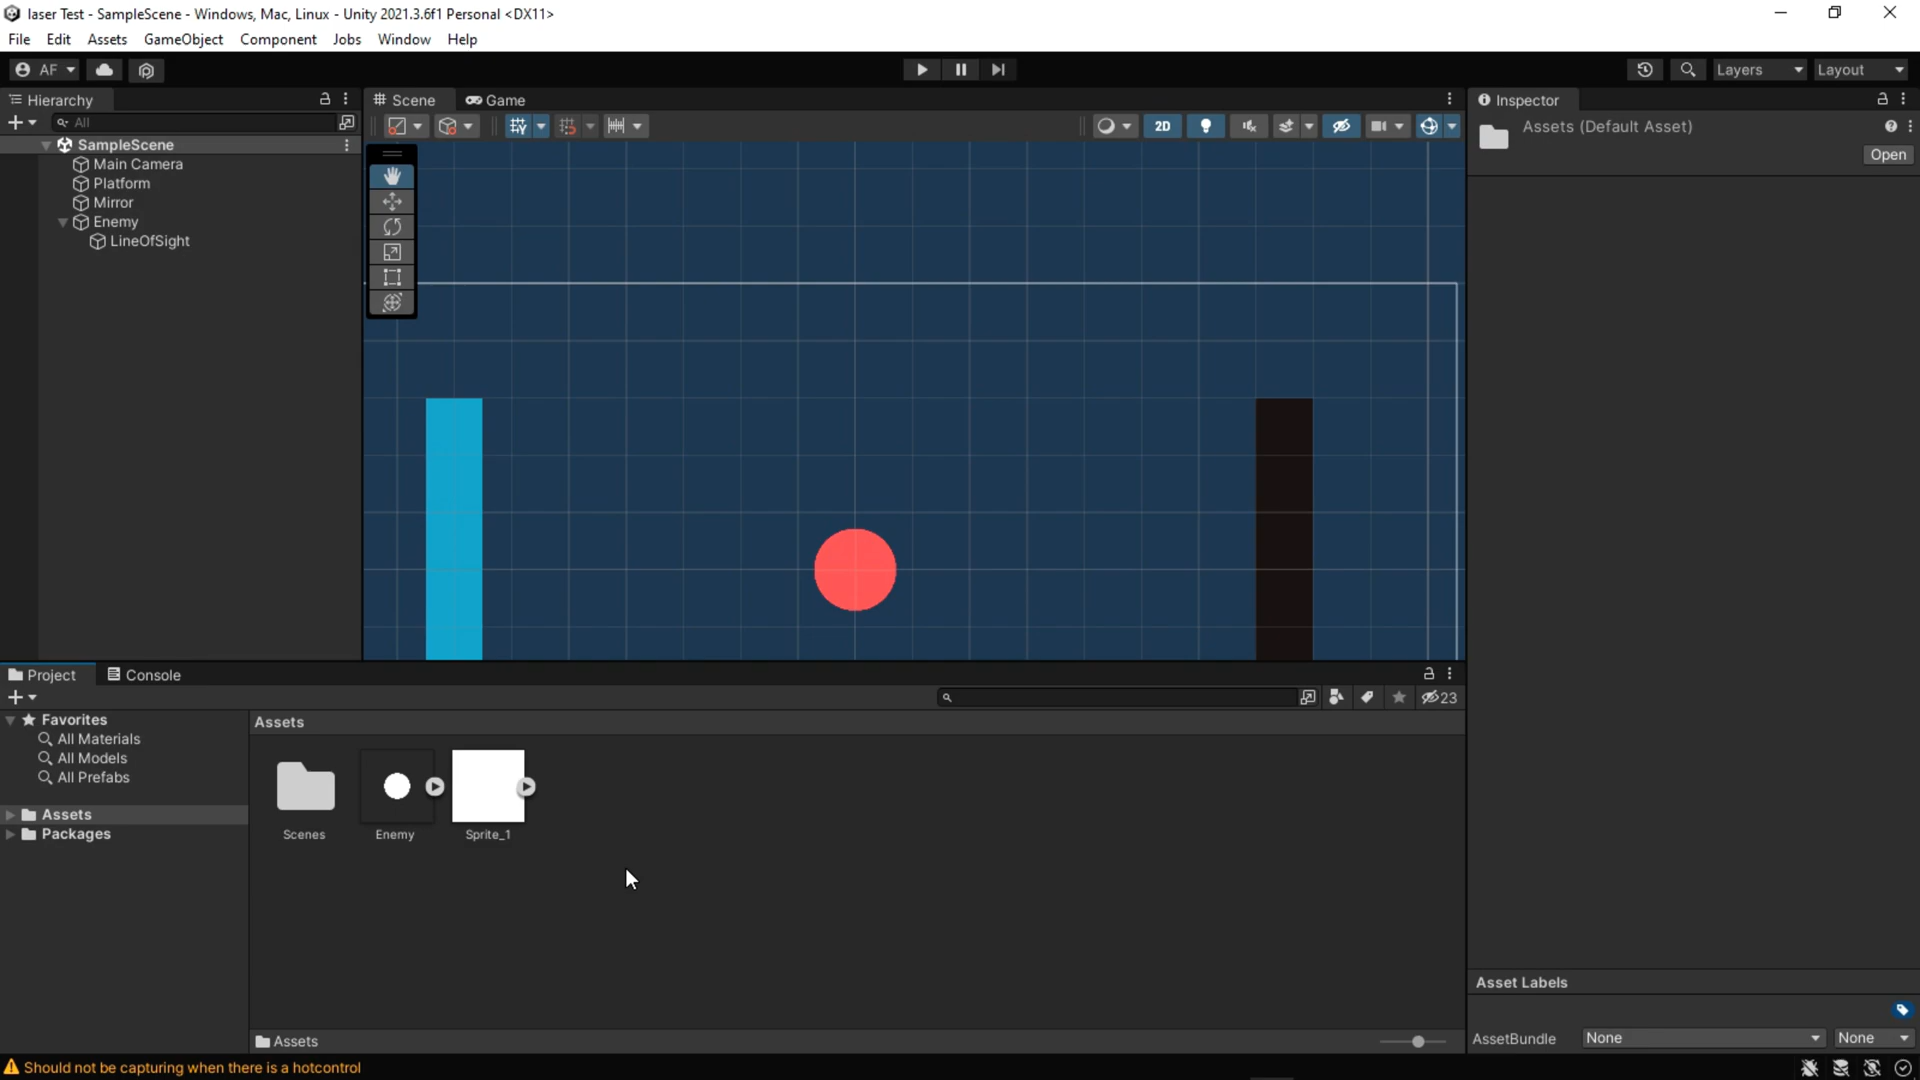 laser Test - SampleScene - Windows, Mac, Linux - Unity 2021.3.6f1 Personal <DX11>
File Edit Assets GameObject Component Jobs Window Help
AF
Layers
Layout
Hierarchy
Scene
Game
Inspector
All
2D
Assets (Default Asset)
Open
SampleScene
Main Camera
Platform
Mirror
Enemy
LineOfSight
Project
Console
23
Favorites
All Materials
All Models
All Prefabs
Assets
Packages
Assets
Scenes
Enemy
Sprite_1
Assets
Asset Labels
AssetBundle
None
None
Should not be capturing when there is a hotcontrol